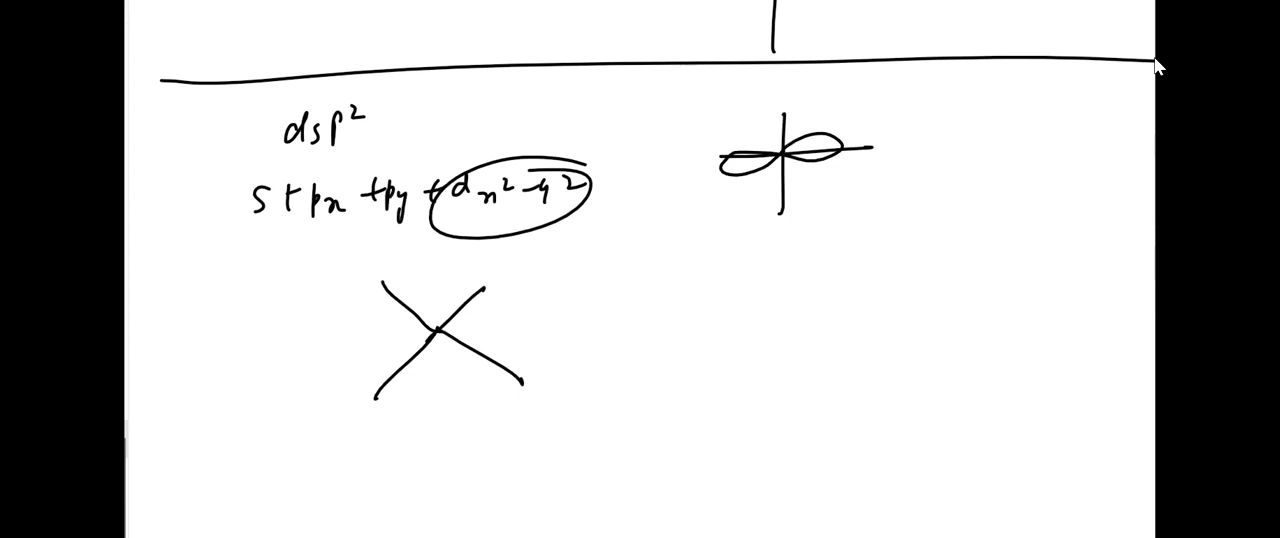 dsp²
s + px + py + dx²-y²